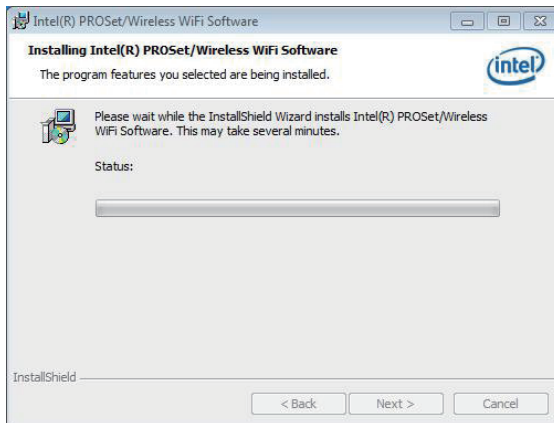 Intel(R) PROSet/Wireless WiFi Software
Installing Intel(R) PROSet/Wireless WiFi Software
The program features you selected are being installed.
intel
Please wait while the InstallShield Wizard installs Intel(R) PROSet/Wireless
WiFi Software. This may take several minutes.
Status:
InstallShield
< Back
Next >
Cancel